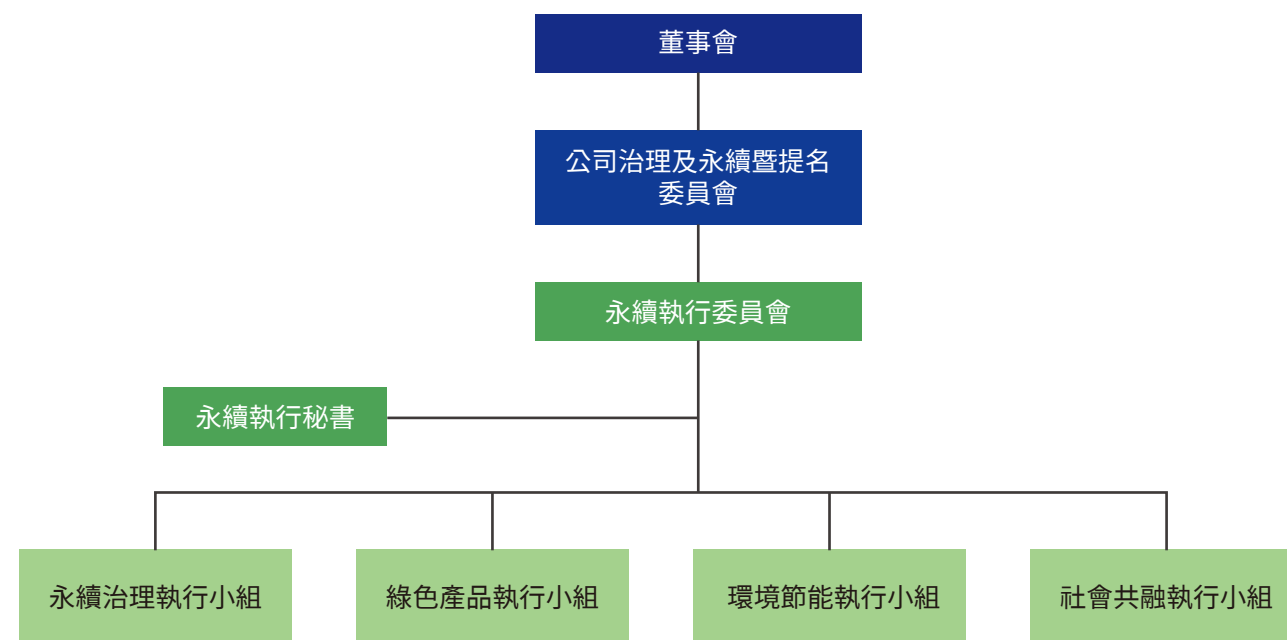 董事會
公司治理及永續暨提名
委員會
永續執行委員會
永續執行秘書
永續治理執行小組
綠色產品執行小組
環境節能執行小組
社會共融執行小組